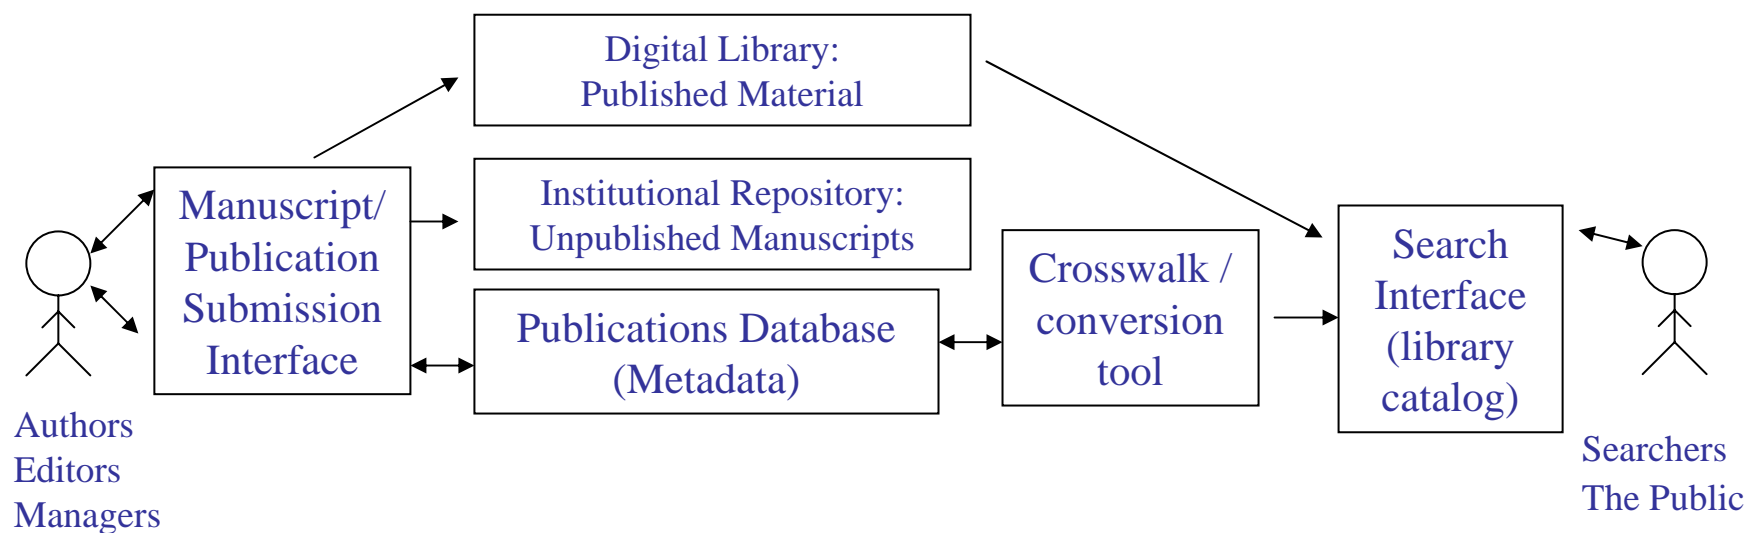 Digital Library:
Published Material
Institutional Repository:
Unpublished Manuscripts
Manuscript/
Publication
Submission
Interface
Publications Database
(Metadata)
Crosswalk /
conversion
tool
Search
Interface
(library
catalog)
Authors
Editors
Managers
Searchers
The Public